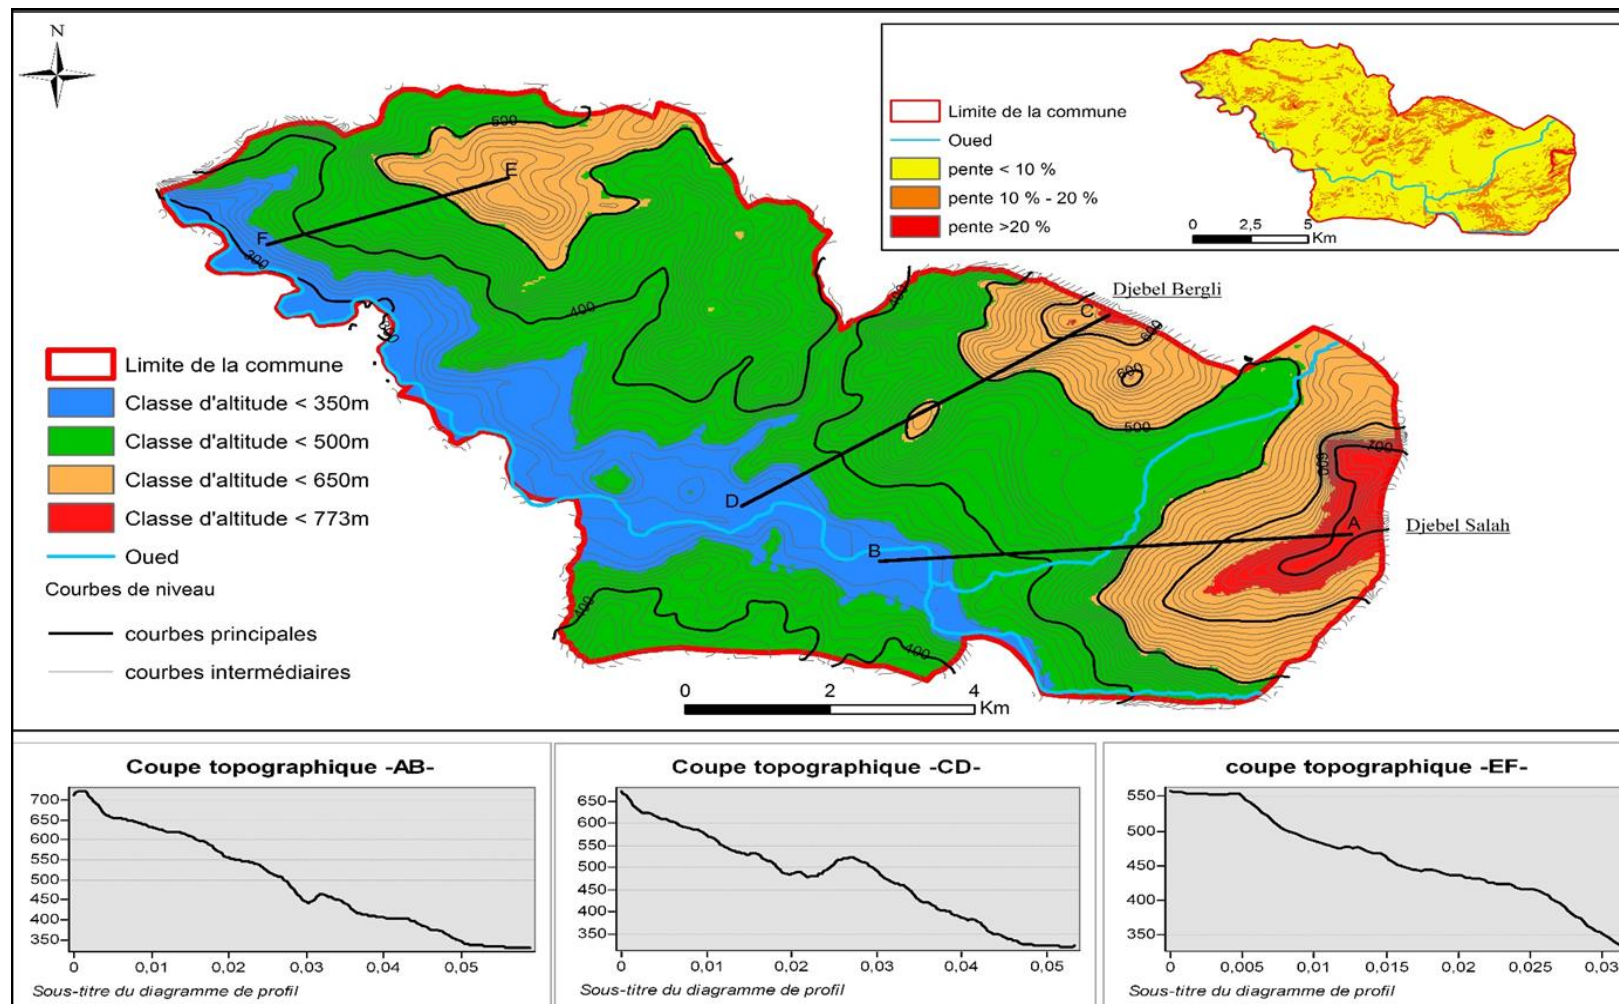 N
Limite de la commune
Oued
pente < 10 %
pente 10 % - 20 %
pente >20 %
0 2,5 5
Km
600
E
F
300
400
400
Djebel Bergli
C
600
600
500
700
600
A
Djebel Salah
D
B
400
400
Limite de la commune
Classe d'altitude < 350m
Classe d'altitude < 500m
Classe d'altitude < 650m
Classe d'altitude < 773m
Oued
Courbes de niveau
courbes principales
courbes intermédiaires
0 2 4
Km
Coupe topographique -AB-
700
650
600
550
500
450
400
350
0 0,01 0,02 0,03 0,04 0,05
Sous-titre du diagramme de profil
Coupe topographique -CD-
650
600
550
500
450
400
350
0 0,01 0,02 0,03 0,04 0,05
Sous-titre du diagramme de profil
coupe topographique -EF-
550
500
450
400
350
0 0,005 0,01 0,015 0,02 0,025 0,03
Sous-titre du diagramme de profil